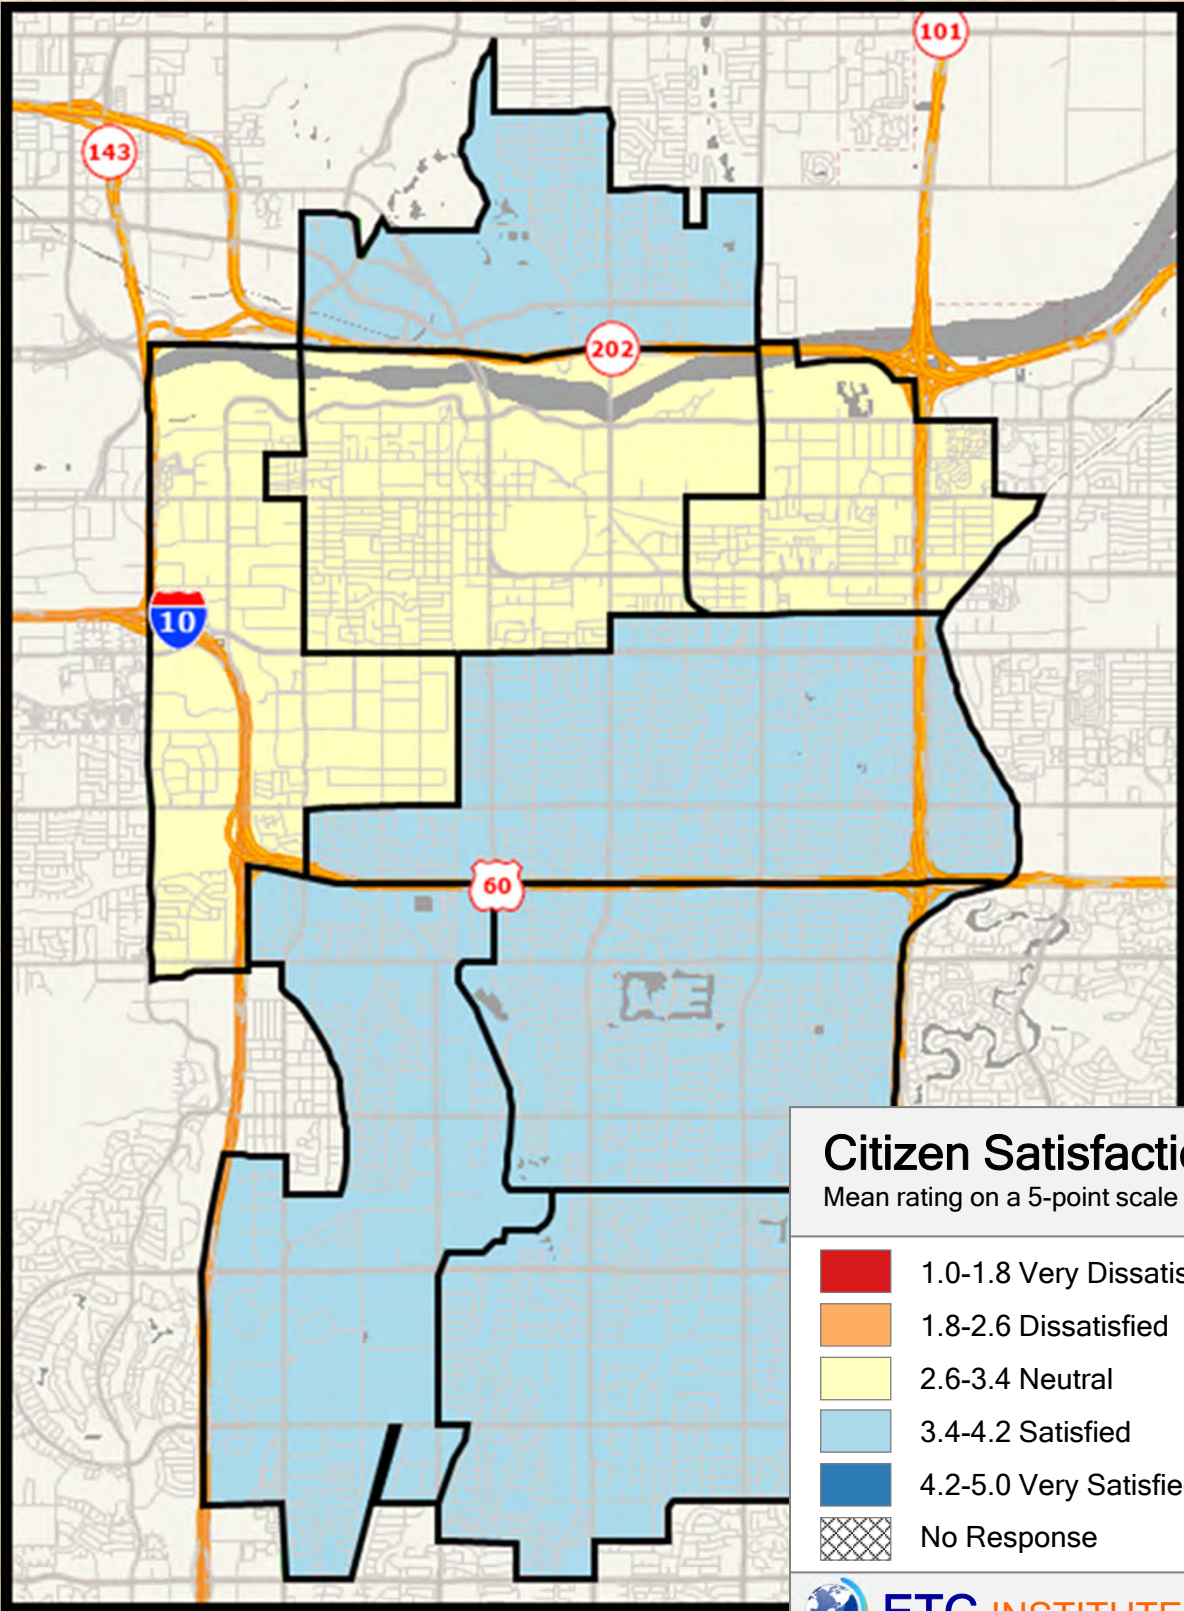 101
143
202
10
60
Citizen Satisfacti
Mean rating on a 5-point scale
1.0-1.8 Very Dissatis
1.8-2.6 Dissatisfied
2.6-3.4 Neutral
3.4-4.2 Satisfied
4.2-5.0 Very Satisfie
No Response
ETC INSTITUTE